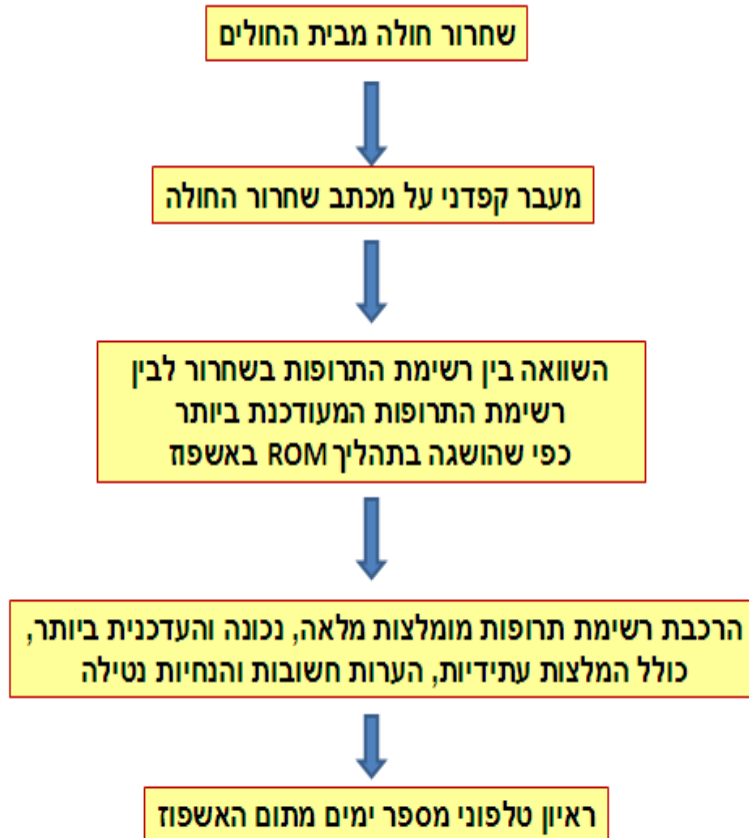 שחרור חולה מבית החולים
מעבר קפדני על מכתב שחרור החולה
השוואה בין רשימת התרופות בשחרור לבין
רשימת התרופות המעודכנת ביותר
כפי שהושגה בתהליך ROM באשפוז
הרכבת רשימת תרופות מומלצות מלאה, נכונה והעדכנית ביותר,
כולל המלצות עתידיות, הערות חשובות והנחיות נטילה
ראיון טלפוני מספר ימים מתום האשפוז